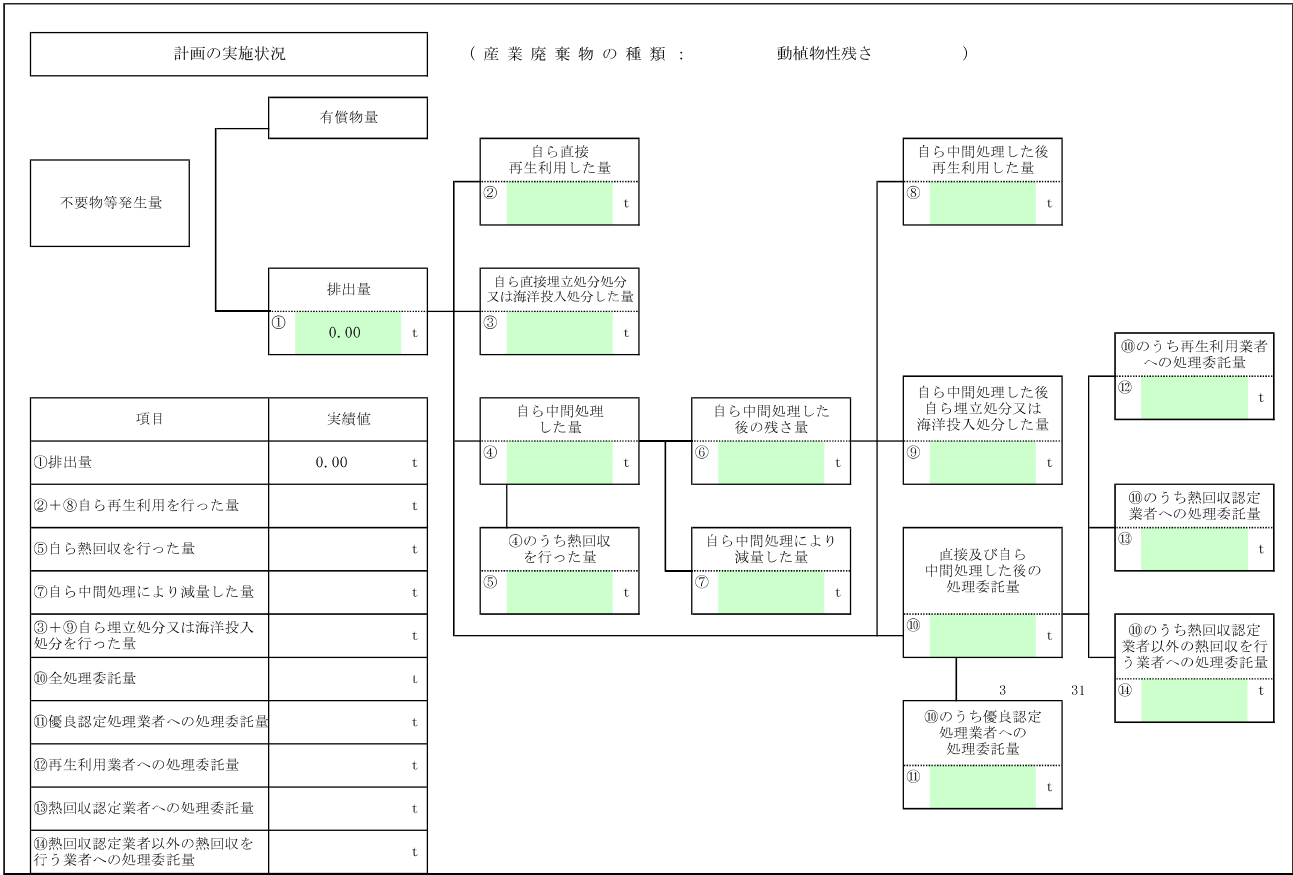 計画の実施状況
（産業廃棄物の種類： 動植物性残さ ）
有償物量
不要物等発生量
自ら直接
再生利用した量
②
t
自ら中間処理した後
再生利用した量
⑧
t
排出量
① 0.00 t
自ら直接埋立処分処分
又は海洋投入処分した量
③
t
⑩のうち再生利用業者
への処理委託量
⑫
t
自ら中間処理
した量
④
t
自ら中間処理した
後の残さ量
⑥
t
自ら中間処理した後
自ら埋立処分又は
海洋投入処分した量
⑨
t
⑩のうち熱回収認定
業者への処理委託量
⑬
t
④のうち熱回収
を行った量
⑤
t
自ら中間処理により
減量した量
⑦
t
直接及び自ら
中間処理した後の
処理委託量
⑩
t
⑩のうち熱回収認定
業者以外の熱回収を行
う業者への処理委託量
⑭
t
3 31
⑩のうち優良認定
処理業者への
処理委託量
⑪
t
項目 実績値
①排出量 0.00 t
②＋⑧自ら再生利用を行った量 t
⑤自ら熱回収を行った量 t
⑦自ら中間処理により減量した量 t
③＋⑨自ら埋立処分又は海洋投入
処分を行った量 t
⑩全処理委託量 t
⑪優良認定処理業者への処理委託量 t
⑫再生利用業者への処理委託量 t
⑬熱回収認定業者への処理委託量 t
⑭熱回収認定業者以外の熱回収を
行う業者への処理委託量 t